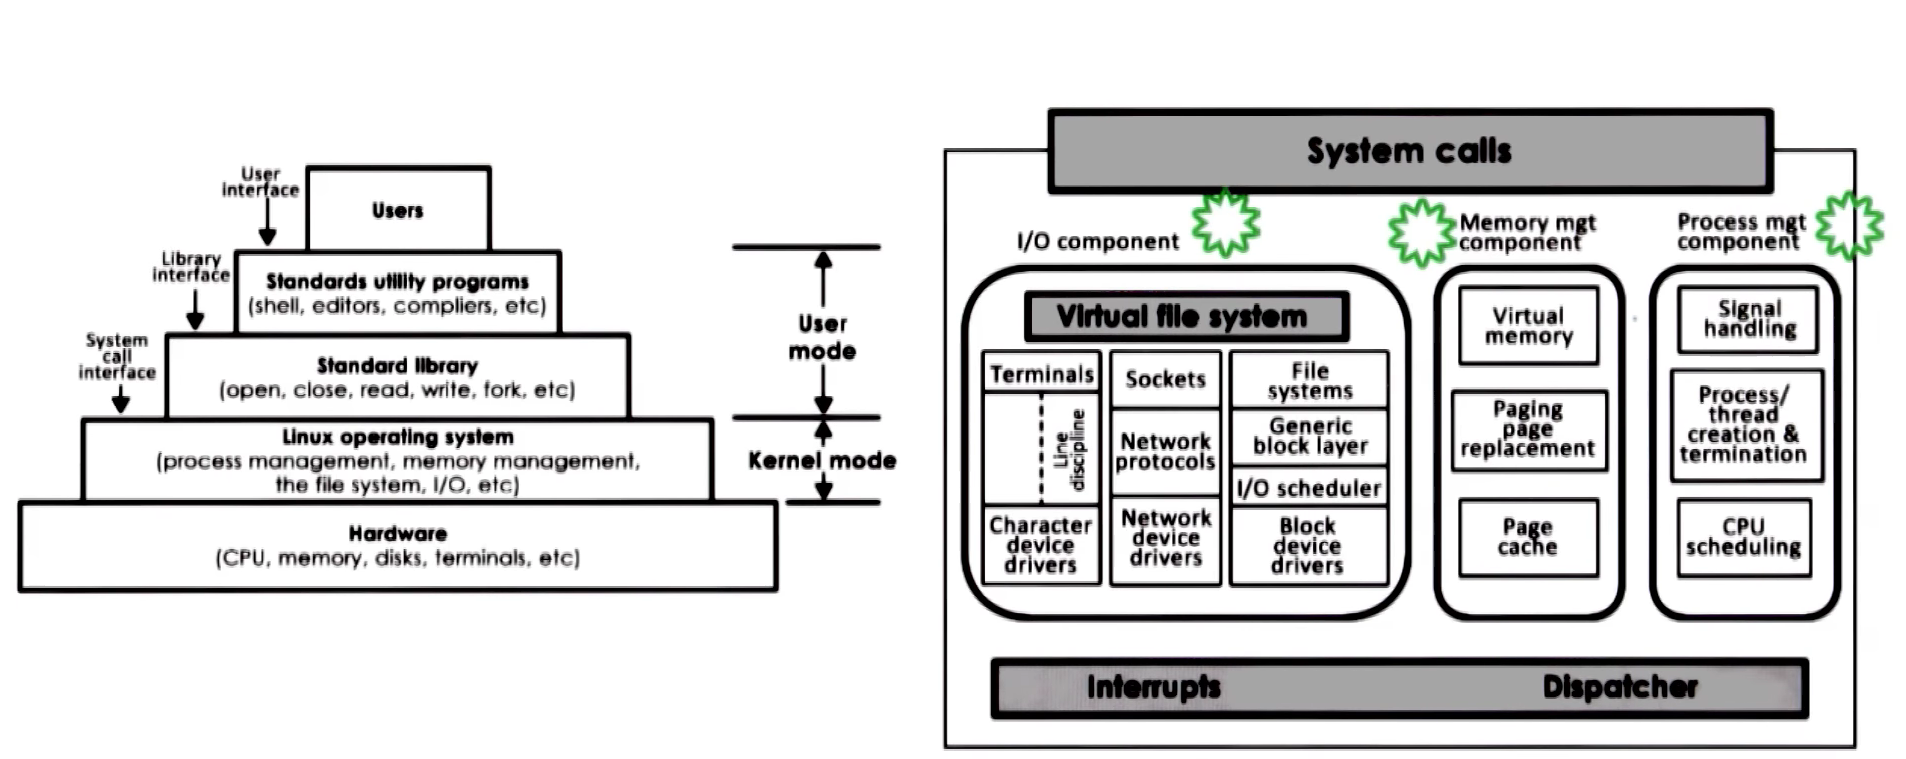 User
interface
Users
Library
interface
Standards utility programs
(shell, editors, compliers, etc)
System
call
interface
Standard library
(open, close, read, write, fork, etc)
Linux operating system
(process management, memory management,
the file system, I/O, etc)
Hardware
(CPU, memory, disks, terminals, etc)
User
mode
Kernel mode
System calls
I/O component
Memory mgt
component
Process mgt
component
Virtual file system
Terminals
Line
discipline
Character
device
drivers
Sockets
Network
protocols
Network
device
drivers
File
systems
Generic
block layer
I/O scheduler
Block
device
drivers
Virtual
memory
Paging
page
replacement
Page
cache
Signal
handling
Process/
thread
creation &
termination
CPU
scheduling
Interrupts
Dispatcher